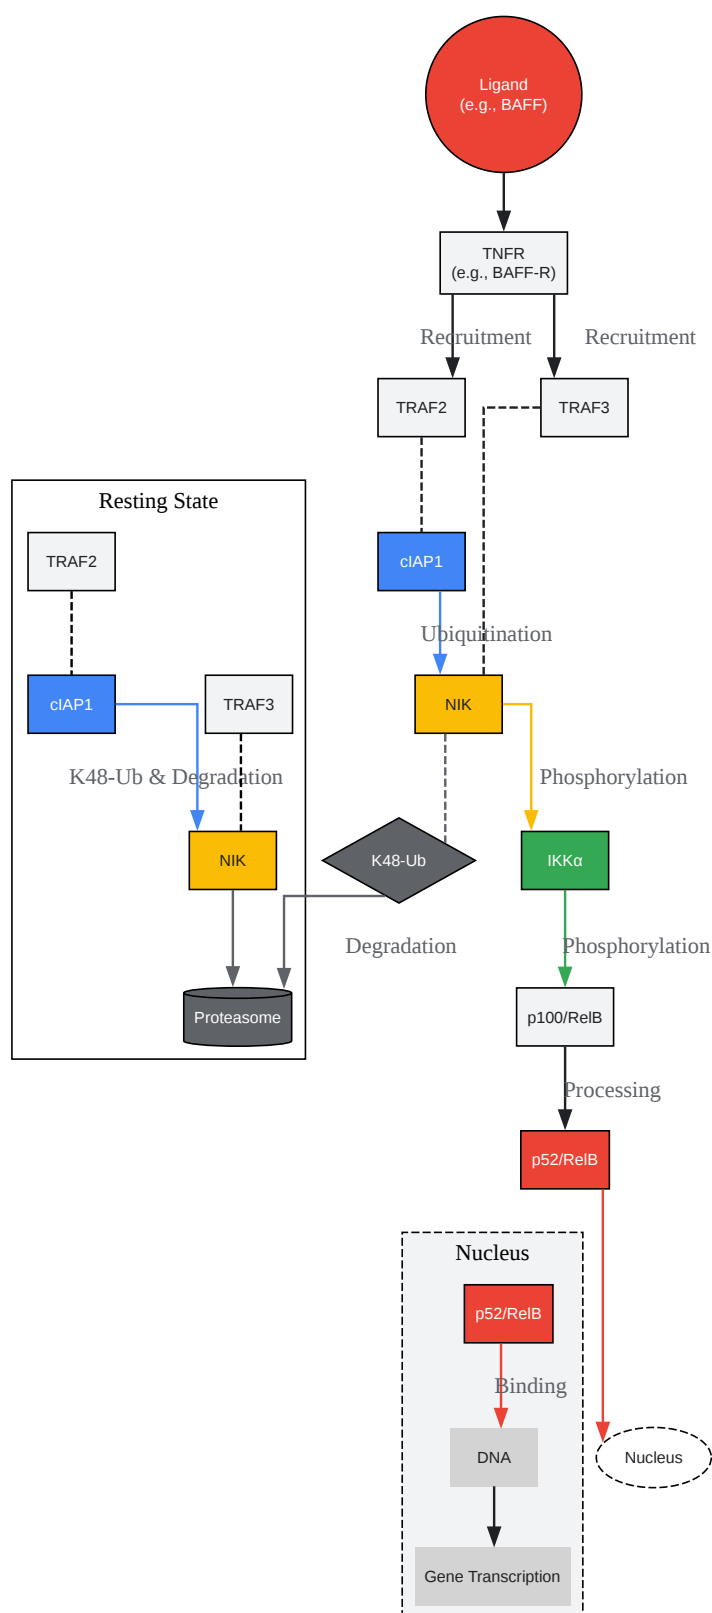 Ligand
(e.g., BAFF)
TNFR
(e.g., BAFF-R)
Recruitment
Recruitment
TRAF2
TRAF3
Resting State
TRAF2
cIAP1
cIAP1
Ubiquitination
TRAF3
NIK
K48-Ub & Degradation
Phosphorylation
NIK
K48-Ub
IKKα
Degradation
Phosphorylation
Proteasome
p100/RelB
Processing
p52/RelB
Nucleus
p52/RelB
Binding
DNA
Nucleus
Gene Transcription